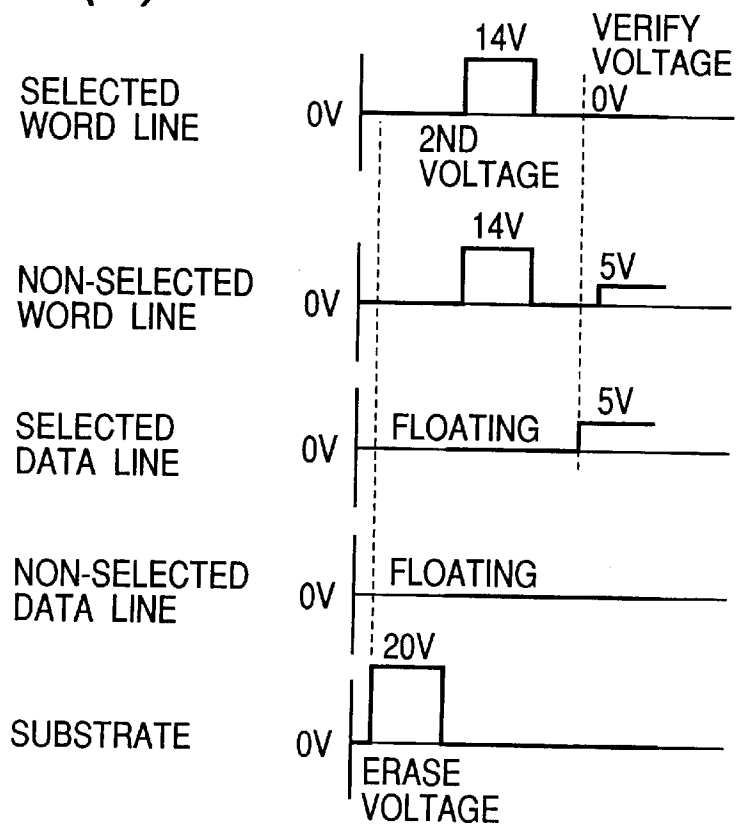 14V
VERIFY
VOLTAGE
0V
SELECTED
WORD LINE
0V
2ND
VOLTAGE
14V
5V
NON-SELECTED
WORD LINE
0V
5V
SELECTED
DATA LINE
0V
FLOATING
NON-SELECTED
DATA LINE
0V
FLOATING
20V
SUBSTRATE
0V
ERASE
VOLTAGE